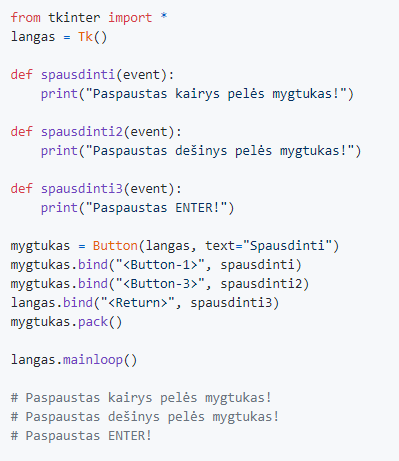 from tkinter import *
langas = Tk()
def spausdinti(event):
    print("Paspaustas kairys pelės mygtukas!")
def spausdinti2(event):
    print("Paspaustas dešinys pelės mygtukas!")
def spausdinti3(event):
    print("Paspaustas ENTER!")
mygtukas = Button(langas, text="Spausdinti")
mygtukas.bind("<Button-1>", spausdinti)
mygtukas.bind("<Button-3>", spausdinti2)
langas.bind("<Return>", spausdinti3)
mygtukas.pack()
langas.mainloop()
# Paspaustas kairys pelės mygtukas!
# Paspaustas dešinys pelės mygtukas!
# Paspaustas ENTER!